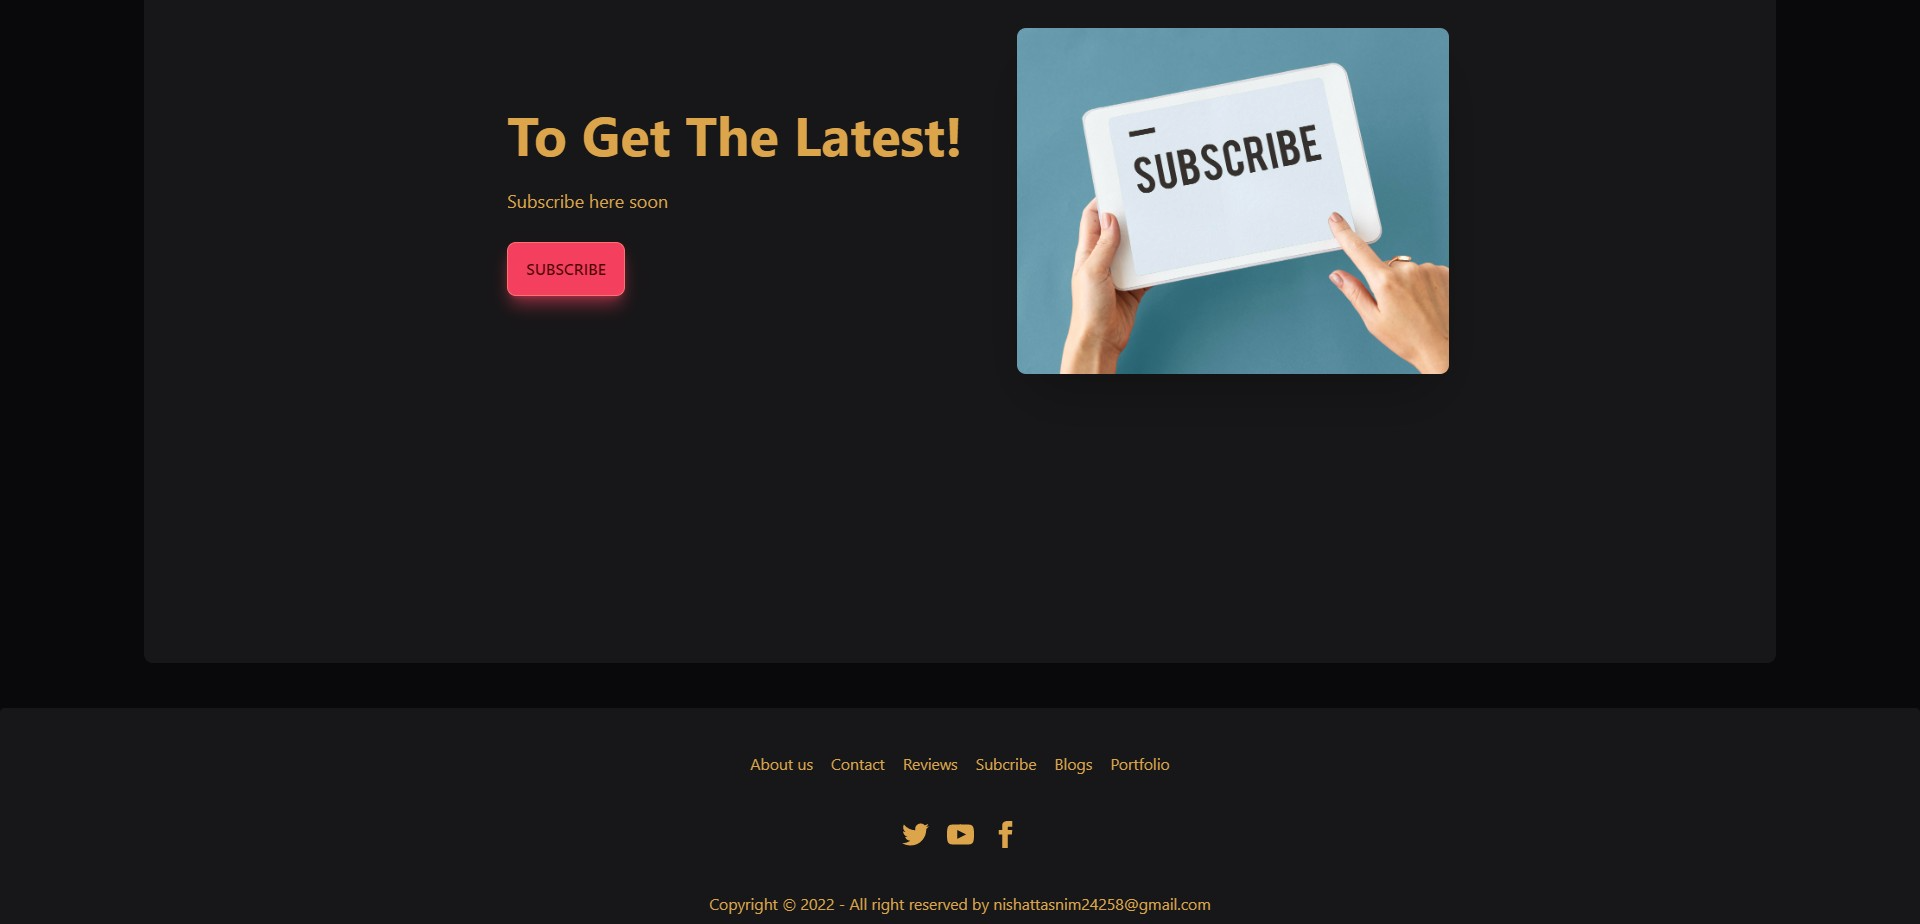 To Get The Latest!
Subscribe here soon
SUBSCRIBE
SUBSCRIBE
About us Contact Reviews Subcribe Blogs Portfolio
Copyright © 2022 - All right reserved by nishattasnim24258@gmail.com